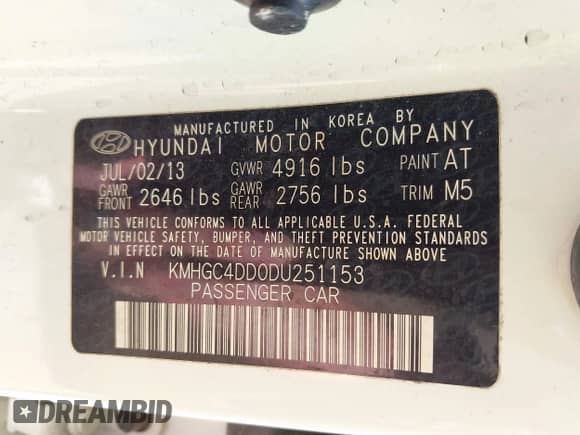 MANUFACTURED IN KOREA BY
HYUNDAI MOTOR COMPANY
JUL/02/13 GVWR 4916 lbs PAINT AT
GAWR FRONT 2646 lbs GAWR REAR 2756 lbs TRIM M5
THIS VEHICLE CONFORMS TO ALL APPLICABLE U.S.A. FEDERAL
MOTOR VEHICLE SAFETY, BUMPER, AND THEFT PREVENTION STANDARDS
IN EFFECT ON THE DATE OF MANUFACTURE SHOWN ABOVE
V.I.N KMHGC4DD0DU251153
PASSENGER CAR
DREAMBID